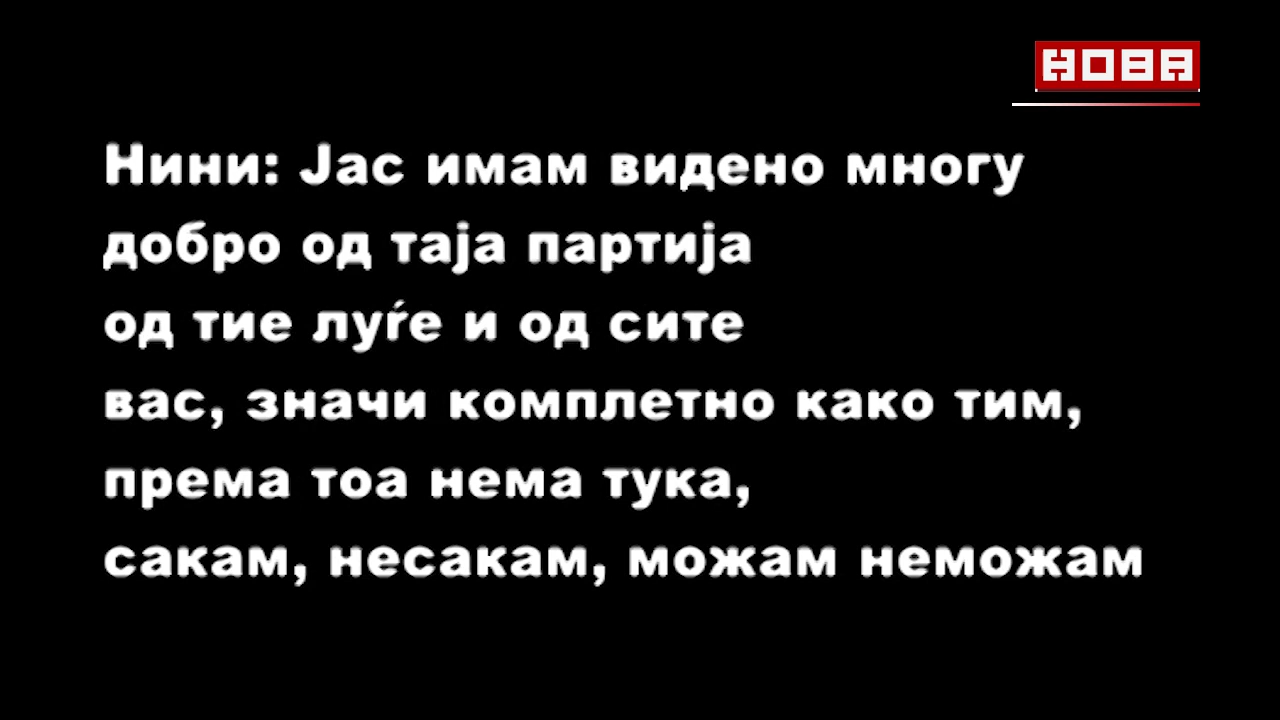 НОВА
Нини: Јас имам видено многу
добро од таја партија
од тие луѓе и од сите
вас, значи комплетно како тим,
према тоа нема тука,
сакам, несакам, можам неможам